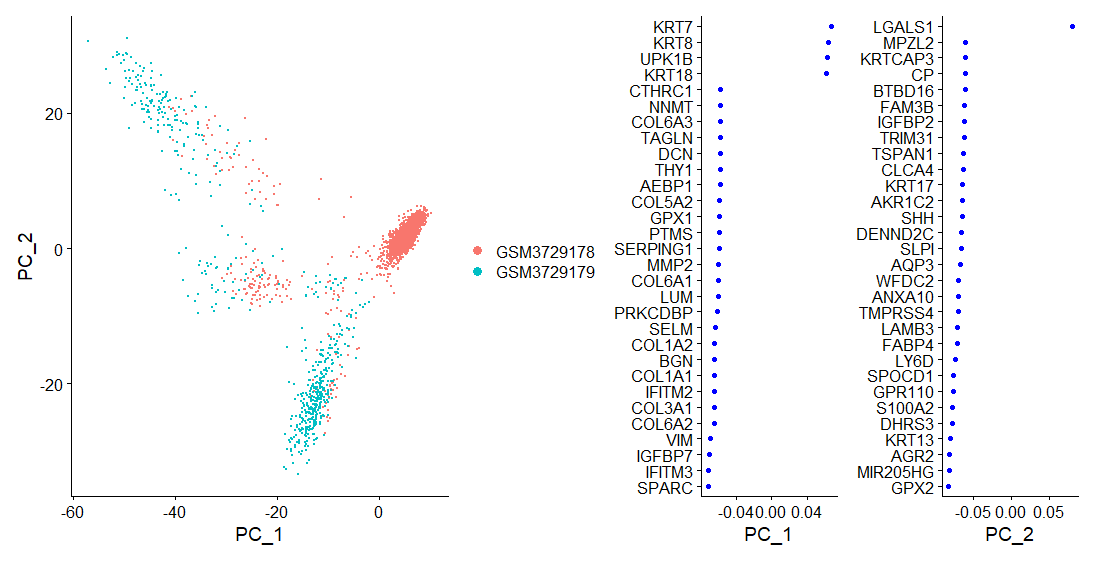 20
0
-20
-60
-40
-20
0
PC_1
PC_2
GSM3729178
GSM3729179
KRT7
KRT8
UPK1B
KRT18
CTHRC1
NNMT
COL6A3
TAGLN
DCN
THY1
AEBP1
COL5A2
GPX1
PTMS
SERPING1
MMP2
COL6A1
LUM
PRKCDBP
SELM
COL1A2
BGN
COL1A1
IFITM2
COL3A1
COL6A2
VIM
IGFBP7
IFITM3
SPARC
-0.04 0.00 0.04
PC_1
LGALS1
MPZL2
KRTCAP3
CP
BTBD16
FAM3B
IGFBP2
TRIM31
TSPAN1
CLCA4
KRT17
AKR1C2
SHH
DENND2C
SLPI
AQP3
WFDC2
ANXA10
TMPRSS4
LAMB3
FABP4
LY6D
SPOCD1
GPR110
S100A2
DHRS3
KRT13
AGR2
MIR205HG
GPX2
-0.05 0.00 0.05
PC_2